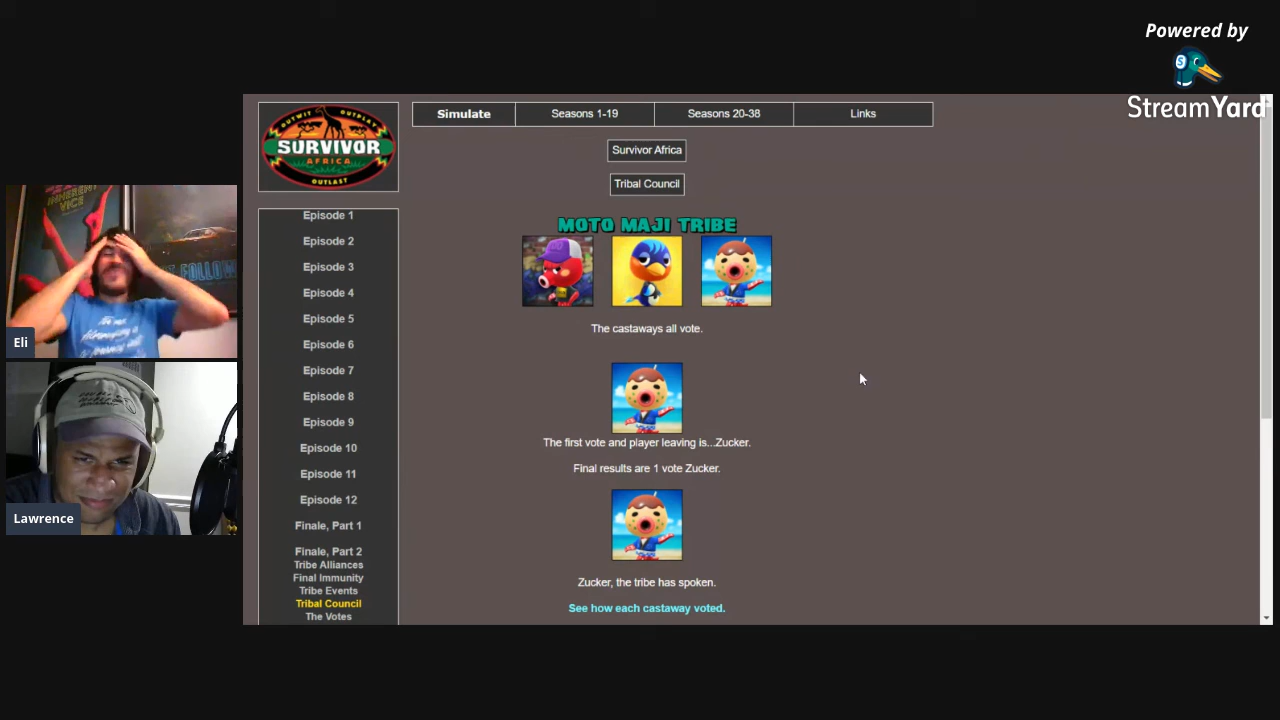 Powered by
StreamYard
OUTWIT OUTPLAY
SURVIVOR
AFRICA
OUTLAST
Simulate
Seasons 1-19
Seasons 20-38
Links
Survivor Africa
Tribal Council
Episode 1
Episode 2
Episode 3
Episode 4
Episode 5
Episode 6
Episode 7
Episode 8
Episode 9
Episode 10
Episode 11
Episode 12
Finale, Part 1
Finale, Part 2
Tribe Alliances
Final Immunity
Tribe Events
Tribal Council
The Votes
MOTO MAJI TRIBE
The castaways all vote.
The first vote and player leaving is...Zucker.
Final results are 1 vote Zucker.
Zucker, the tribe has spoken.
See how each castaway voted.
INHERENT
VICE
FOLLOW
Eli
Lawrence